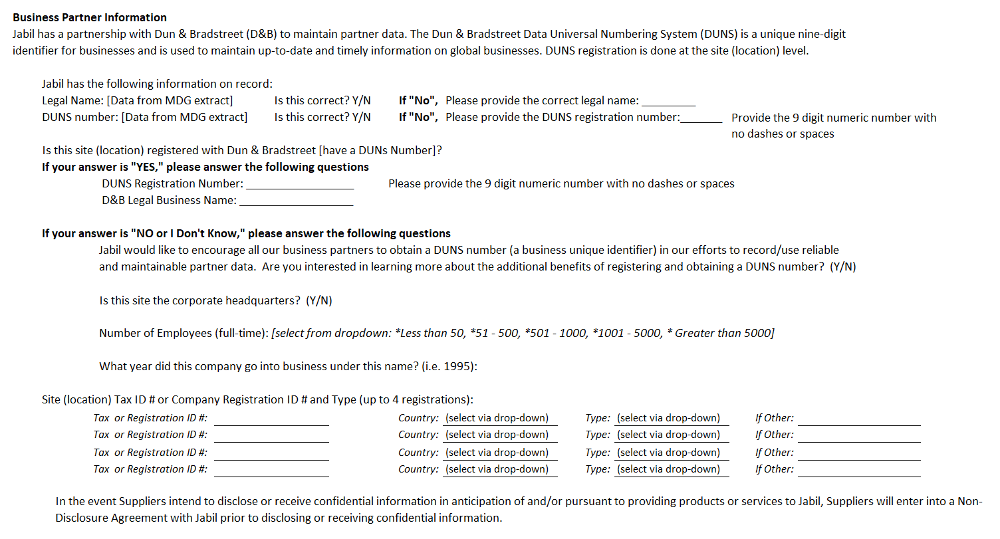 Business Partner Information
Jabil has a partnership with Dun & Bradstreet (D&B) to maintain partner data. The Dun & Bradstreet Data Universal Numbering System (DUNS) is a unique nine-digit
identifier for businesses and is used to maintain up-to-date and timely information on global businesses. DUNS registration is done at the site (location) level.
Jabil has the following information on record:
Legal Name: [Data from MDG extract] Is this correct? Y/N If "No", Please provide the correct legal name: __________
DUNS number: [Data from MDG extract] Is this correct? Y/N If "No", Please provide the DUNS registration number:_______ Provide the 9 digit numeric number with
no dashes or spaces
Is this site (location) registered with Dun & Bradstreet [have a DUNs Number]?
If your answer is "YES," please answer the following questions
DUNS Registration Number: __________________ Please provide the 9 digit numeric number with no dashes or spaces
D&B Legal Business Name: ___________________
If your answer is "NO or I Don't Know," please answer the following questions
Jabil would like to encourage all our business partners to obtain a DUNS number (a business unique identifier) in our efforts to record/use reliable
and maintainable partner data. Are you interested in learning more about the additional benefits of registering and obtaining a DUNS number? (Y/N)
Is this site the corporate headquarters? (Y/N)
Number of Employees (full-time): [select from dropdown: *Less than 50, *51 - 500, *501 - 1000, *1001 - 5000, * Greater than 5000]
What year did this company go into business under this name? (i.e. 1995):
Site (location) Tax ID # or Company Registration ID # and Type (up to 4 registrations):
Tax or Registration ID #: Country: (select via drop-down) Type: (select via drop-down) If Other:
Tax or Registration ID #: Country: (select via drop-down) Type: (select via drop-down) If Other:
Tax or Registration ID #: Country: (select via drop-down) Type: (select via drop-down) If Other:
Tax or Registration ID #: Country: (select via drop-down) Type: (select via drop-down) If Other:
In the event Suppliers intend to disclose or receive confidential information in anticipation of and/or pursuant to providing products or services to Jabil, Suppliers will enter into a Non-
Disclosure Agreement with Jabil prior to disclosing or receiving confidential information.